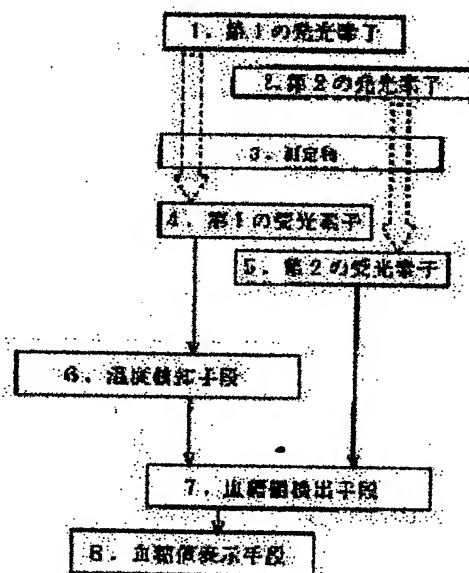 1、第1の発光素子
2、第2の発光素子
3、測定物
4、第1の受光素子
5、第2の受光素子
6、温度検知手段
7、血糖値検出手段
8、血糖値表示手段